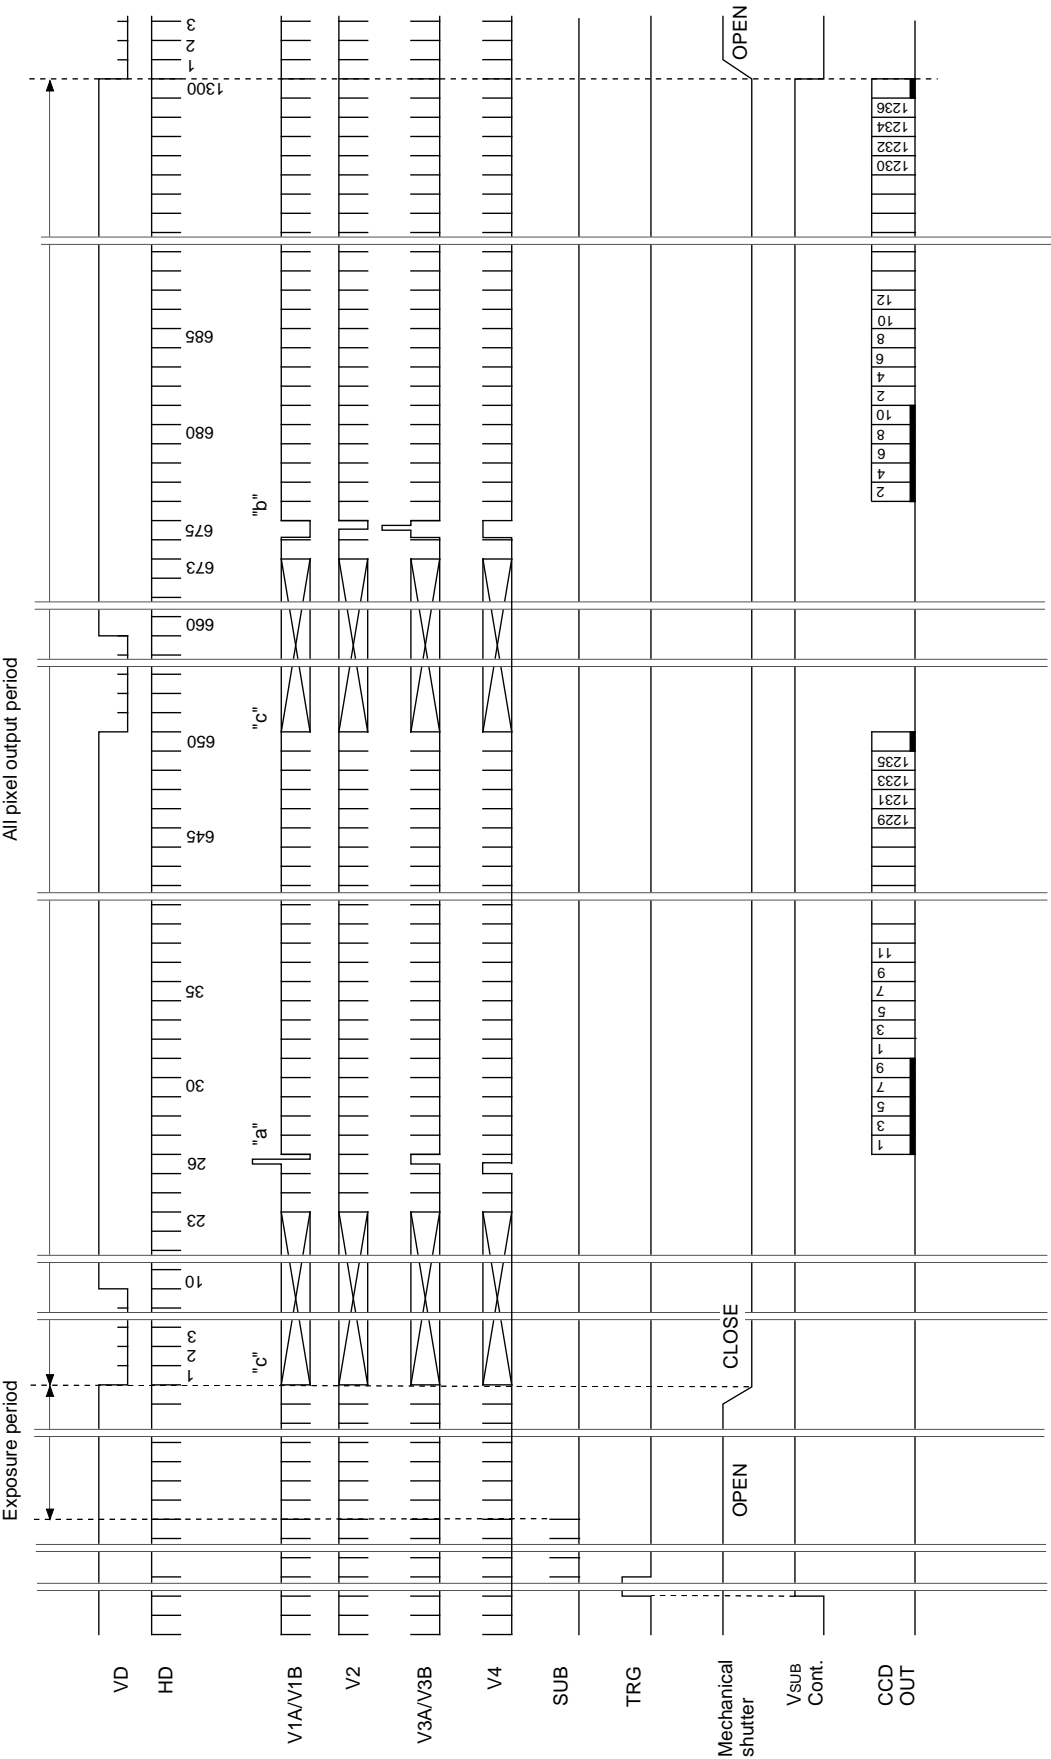 Exposure period
All pixel output period
VD
HD
1
2
3
10
23
26
30
35
645
650
660
673
675
680
685
1300
1
2
3
"c"
"a"
"c"
"b"
V1A/V1B
V2
V3A/V3B
V4
SUB
TRG
Mechanical
shutter
OPEN
CLOSE
OPEN
VSUB
Cont.
CCD
OUT
1
3
5
7
9
1
3
5
7
9
11
1229
1231
1233
1235
2
4
6
8
10
2
4
6
8
10
12
1230
1232
1234
1236